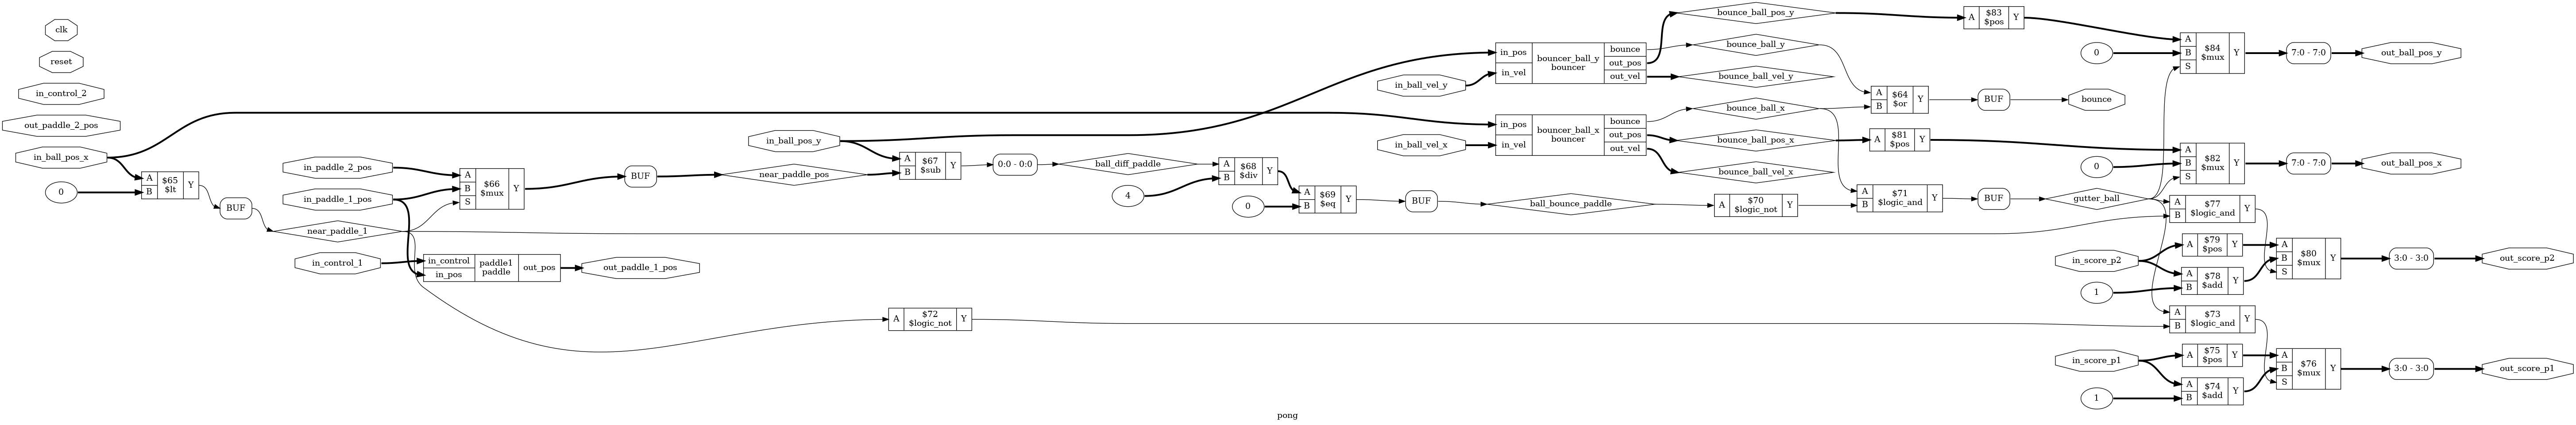 clk
reset
in_control_2
out_paddle_2_pos
in_ball_pos_x
0
A
B
$65
$lt
Y
BUF
near_paddle_1
in_paddle_2_pos
in_paddle_1_pos
A
B
S
$66
$mux
Y
in_control_1
in_control
in_pos
paddle1
paddle
out_pos
out_paddle_1_pos
BUF
near_paddle_pos
in_ball_pos_y
A
B
$67
$sub
Y
0:0 - 0:0
ball_diff_paddle
A
$72
$logic_not
Y
4
A
B
$68
$div
Y
0
A
B
$69
$eq
Y
BUF
ball_bounce_paddle
in_ball_vel_y
in_pos
in_vel
bouncer_ball_y
bouncer
bounce
out_pos
out_vel
in_ball_vel_x
in_pos
in_vel
bouncer_ball_x
bouncer
bounce
out_pos
out_vel
bounce_ball_pos_y
bounce_ball_y
bounce_ball_vel_y
bounce_ball_x
bounce_ball_pos_x
bounce_ball_vel_x
A
$70
$logic_not
Y
A
B
$64
$or
Y
A
$81
$pos
Y
A
B
$71
$logic_and
Y
A
$83
$pos
Y
BUF
bounce
BUF
gutter_ball
0
A
B
S
$84
$mux
Y
7:0 - 7:0
out_ball_pos_y
0
A
B
S
$82
$mux
Y
7:0 - 7:0
out_ball_pos_x
A
B
$77
$logic_and
Y
in_score_p2
A
$79
$pos
Y
1
A
B
$78
$add
Y
A
B
S
$80
$mux
Y
3:0 - 3:0
out_score_p2
A
B
$73
$logic_and
Y
in_score_p1
A
$75
$pos
Y
1
A
B
$74
$add
Y
A
B
S
$76
$mux
Y
3:0 - 3:0
out_score_p1
pong